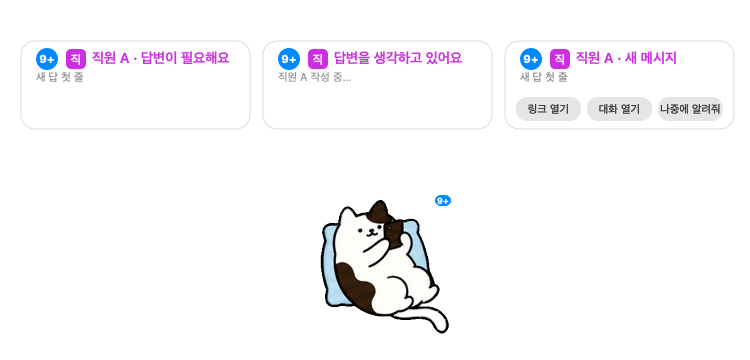 9+ 직 직원 A · 답변이 필요해요
새 답 첫 줄
9+ 직 답변을 생각하고 있어요
직원 A 작성 중...
9+ 직 직원 A · 새 메시지
새 답 첫 줄
링크 열기 대화 열기 나중에 알려줘
9+